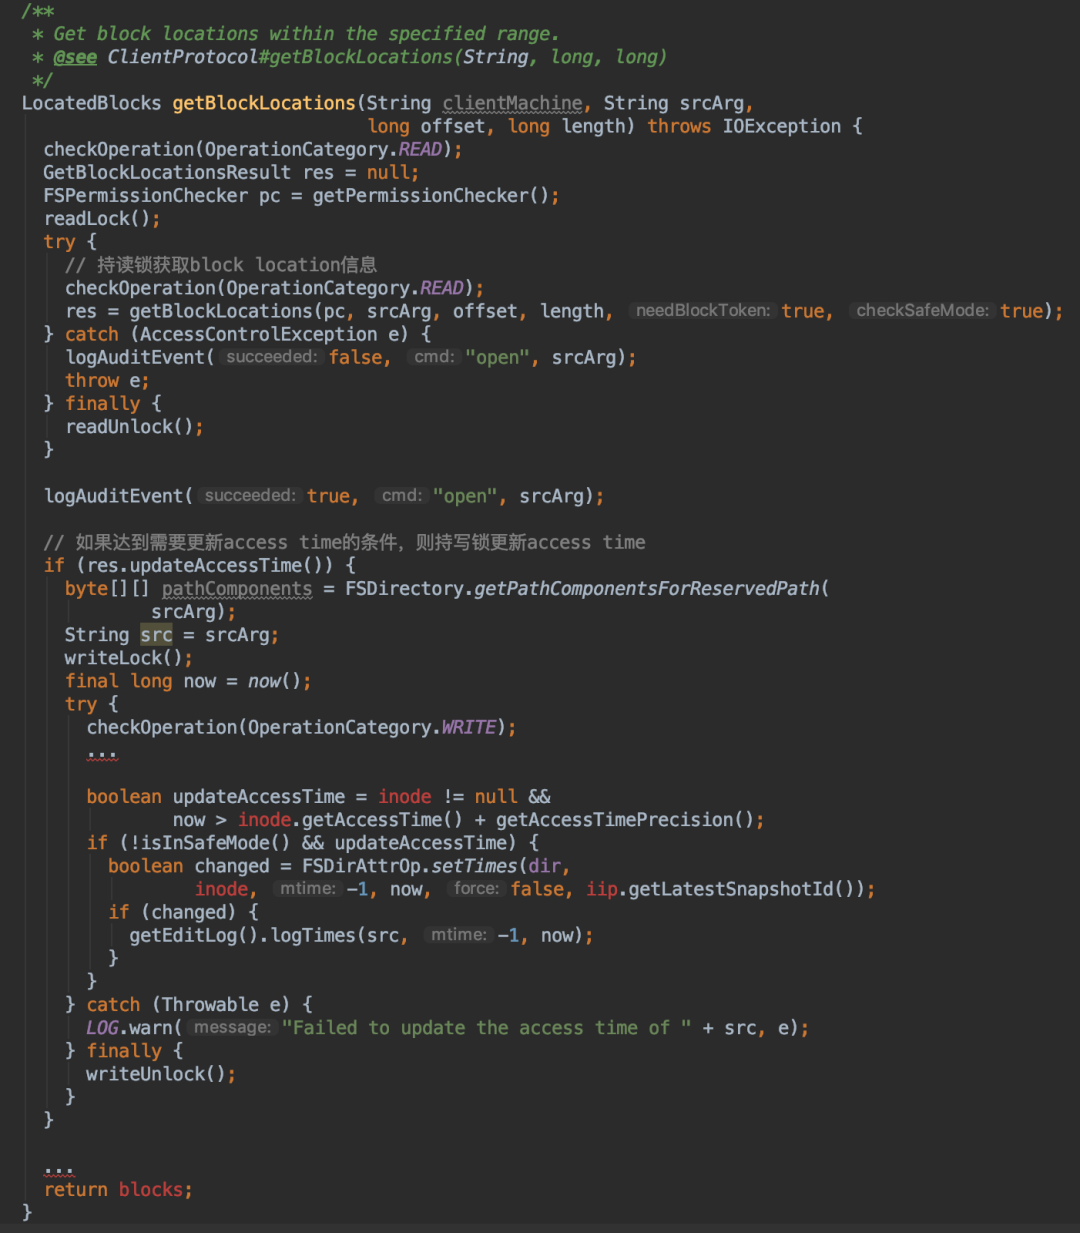 /**
 * Get block locations within the specified range.
 * @see ClientProtocol#getBlockLocations(String, long, long)
 */
LocatedBlocks getBlockLocations(String clientMachine, String srcArg,
                                long offset, long length) throws IOException {
  checkOperation(OperationCategory.READ);
  GetBlockLocationsResult res = null;
  FSPermissionChecker pc = getPermissionChecker();
  readLock();
  try {
    // 持读锁获取block location信息
    checkOperation(OperationCategory.READ);
    res = getBlockLocations(pc, srcArg, offset, length, needBlockToken: true, checkSafeMode: true);
  } catch (AccessControlException e) {
    logAuditEvent( succeeded: false, cmd: "open", srcArg);
    throw e;
  } finally {
    readUnlock();
  }
  logAuditEvent( succeeded: true, cmd: "open", srcArg);
  // 如果达到需要更新access time的条件，则持写锁更新access time
  if (res.updateAccessTime()) {
    byte[][] pathComponents = FSDirectory.getPathComponentsForReservedPath(
            srcArg);
    String src = srcArg;
    writeLock();
    final long now = now();
    try {
      checkOperation(OperationCategory.WRITE);
      ...
      boolean updateAccessTime = inode != null &&
              now > inode.getAccessTime() + getAccessTimePrecision();
      if (!isInSafeMode() && updateAccessTime) {
        boolean changed = FSDirAttrOp.setTimes(dir,
                inode, mtime: -1, now, force: false, iip.getLatestSnapshotId());
        if (changed) {
          getEditLog().logTimes(src, mtime: -1, now);
        }
      }
    } catch (Throwable e) {
      LOG.warn( message: "Failed to update the access time of " + src, e);
    } finally {
      writeUnlock();
    }
  }
  ...
  return blocks;
}